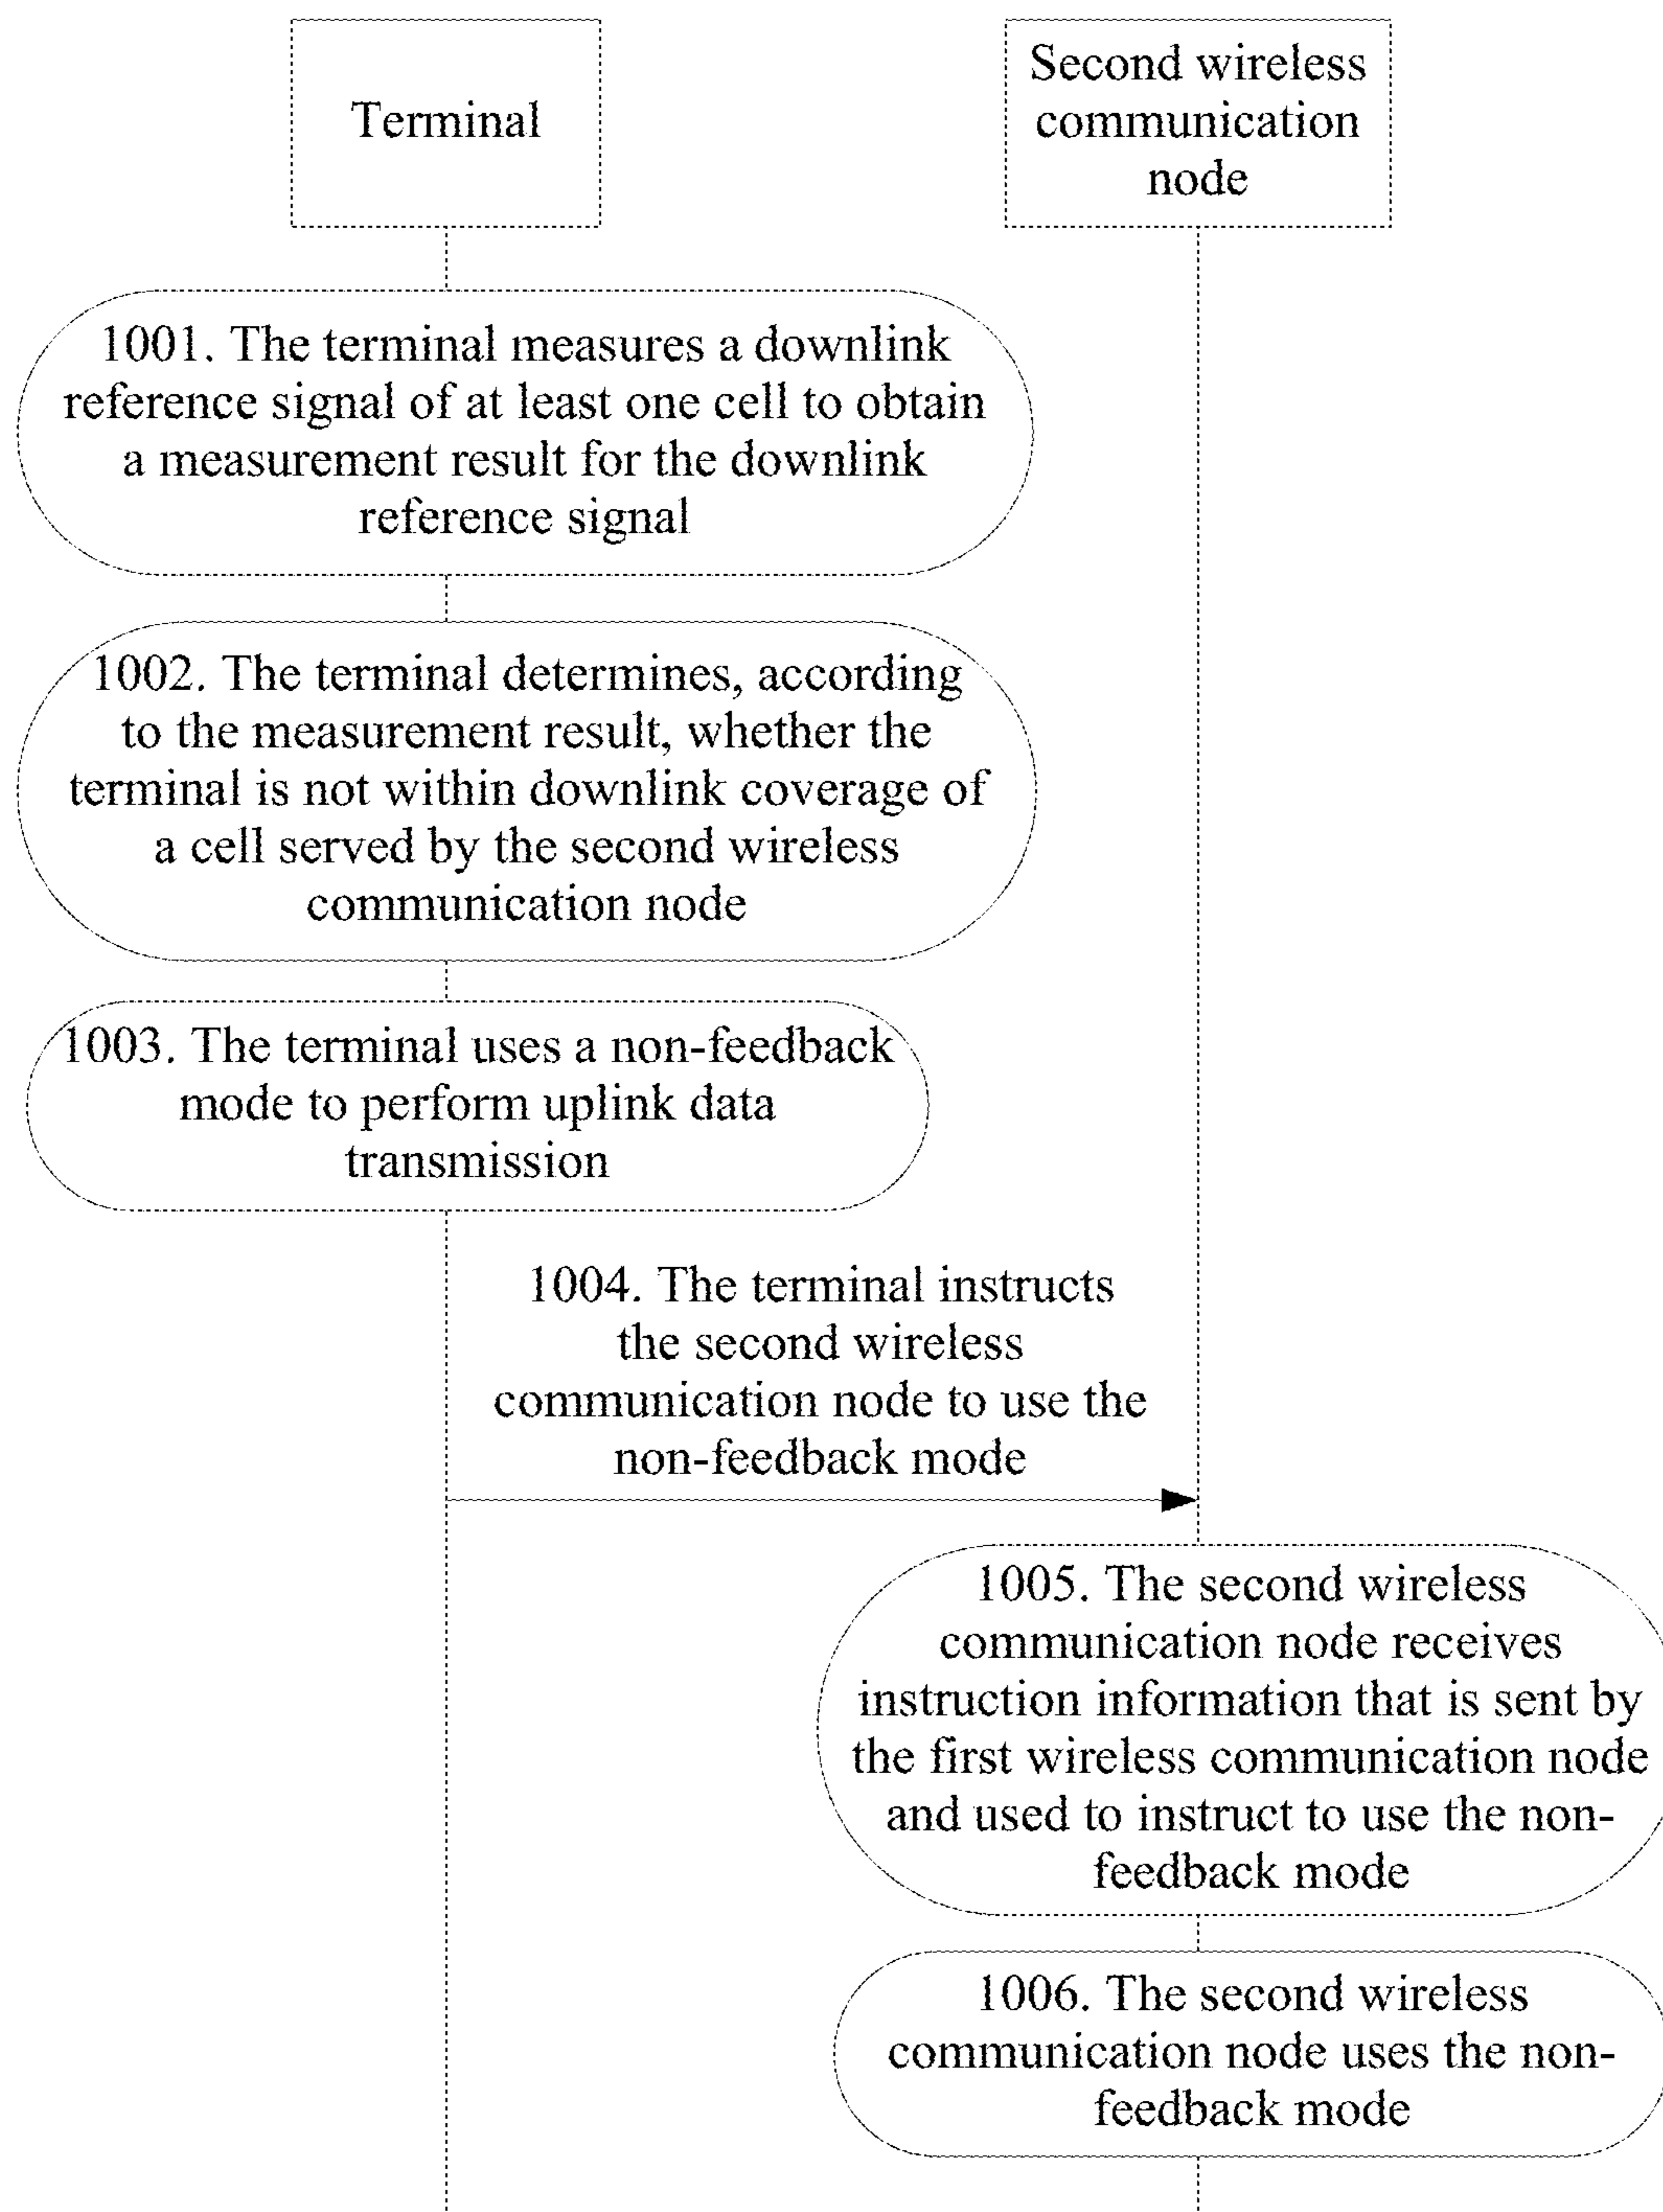 Terminal
Second wireless
communication
node
1001. The terminal measures a downlink
reference signal of at least one cell to obtain
a measurement result for the downlink
reference signal
1002. The terminal determines, according
to the measurement result, whether the
terminal is not within downlink coverage of
a cell served by the second wireless
communication node
1003. The terminal uses a non-feedback
mode to perform uplink data
transmission
1004. The terminal instructs
the second wireless
communication node to use the
non-feedback mode
1005. The second wireless
communication node receives
instruction information that is sent by
the first wireless communication node
and used to instruct to use the non-
feedback mode
1006. The second wireless
communication node uses the non-
feedback mode